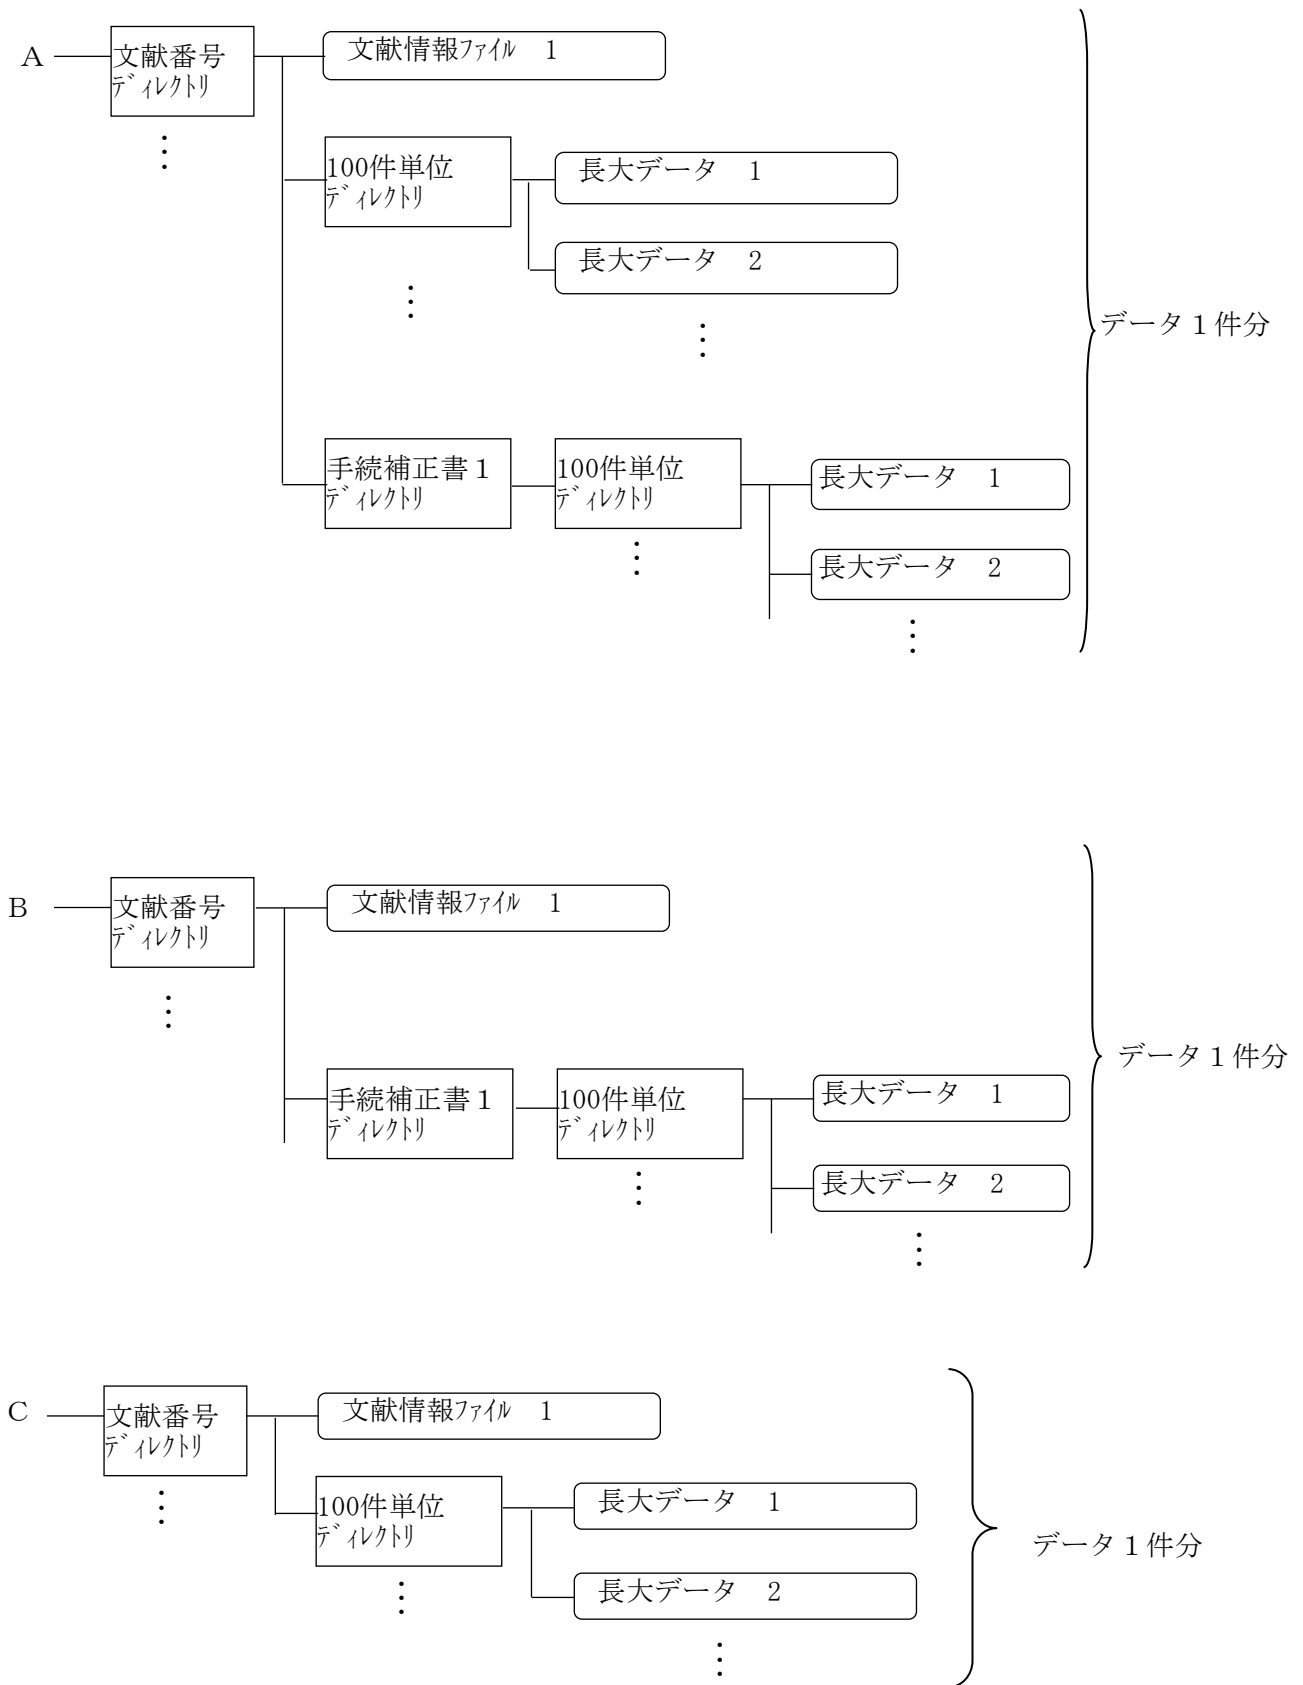 A
文献番号
ﾃﾞｨﾚｸﾄﾘ
文献情報ﾌｧｲﾙ　1
100件単位
ﾃﾞｨﾚｸﾄﾘ
長大データ　1
長大データ　2
データ１件分
手続補正書１
ﾃﾞｨﾚｸﾄﾘ
100件単位
ﾃﾞｨﾚｸﾄﾘ
長大データ　1
長大データ　2
B
文献番号
ﾃﾞｨﾚｸﾄﾘ
文献情報ﾌｧｲﾙ　1
データ１件分
手続補正書１
ﾃﾞｨﾚｸﾄﾘ
100件単位
ﾃﾞｨﾚｸﾄﾘ
長大データ　1
長大データ　2
C
文献番号
ﾃﾞｨﾚｸﾄﾘ
文献情報ﾌｧｲﾙ　1
100件単位
ﾃﾞｨﾚｸﾄﾘ
長大データ　1
長大データ　2
データ１件分